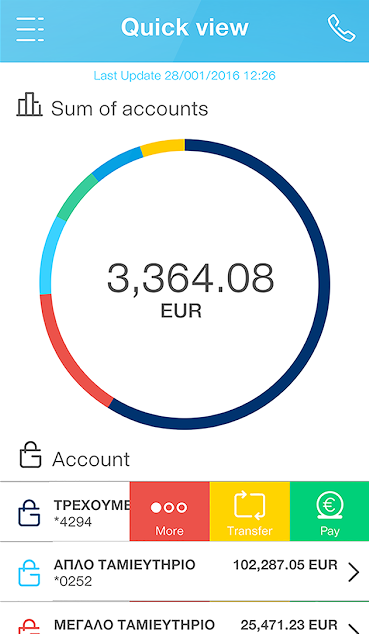 Quick view
Last Update 28/001/2016 12:26
Sum of accounts
3,364.08
EUR
Account
ΤΡΕΧΟΥΜΕ
*4294
More
Transfer
Pay
ΑΠΛΟ ΤΑΜΙΕΥΤΗΡΙΟ
102,287.05 EUR
*0252
ΜΕΓΑΛΟ ΤΑΜΙΕΥΤΗΡΙΟ
25,471.23 EUR